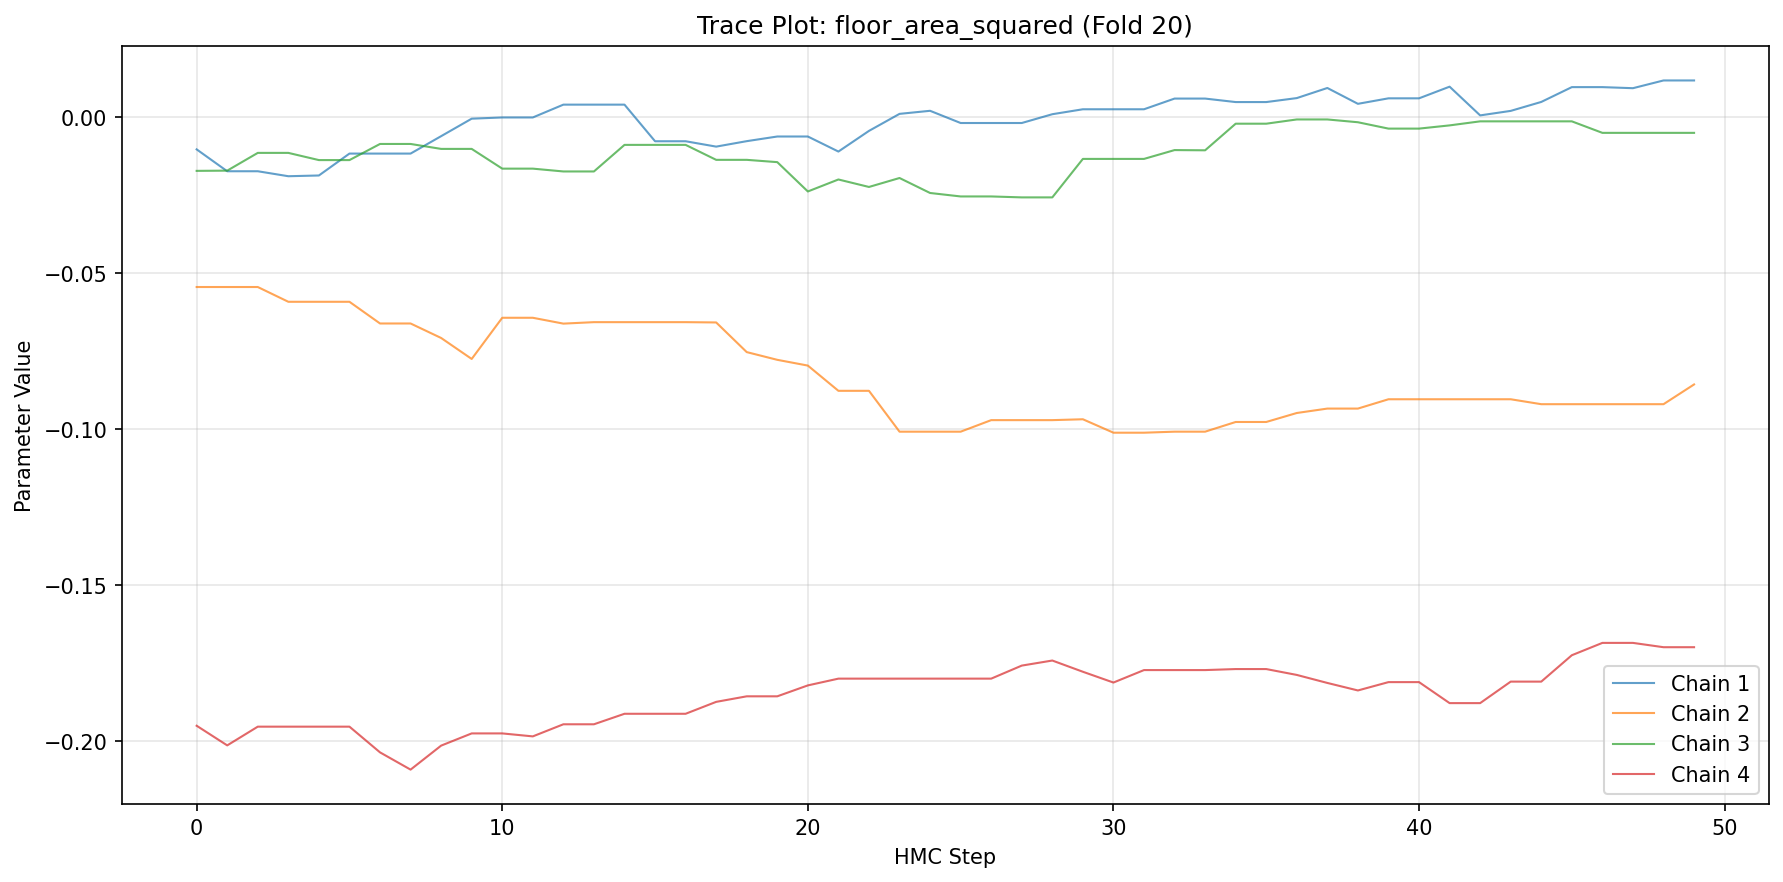 Trace Plot: floor_area_squared (Fold 20)
Parameter Value
0.00
−0.05
−0.10
−0.15
−0.20
Chain 1
Chain 2
Chain 3
Chain 4
0 10 20 30 40 50
HMC Step